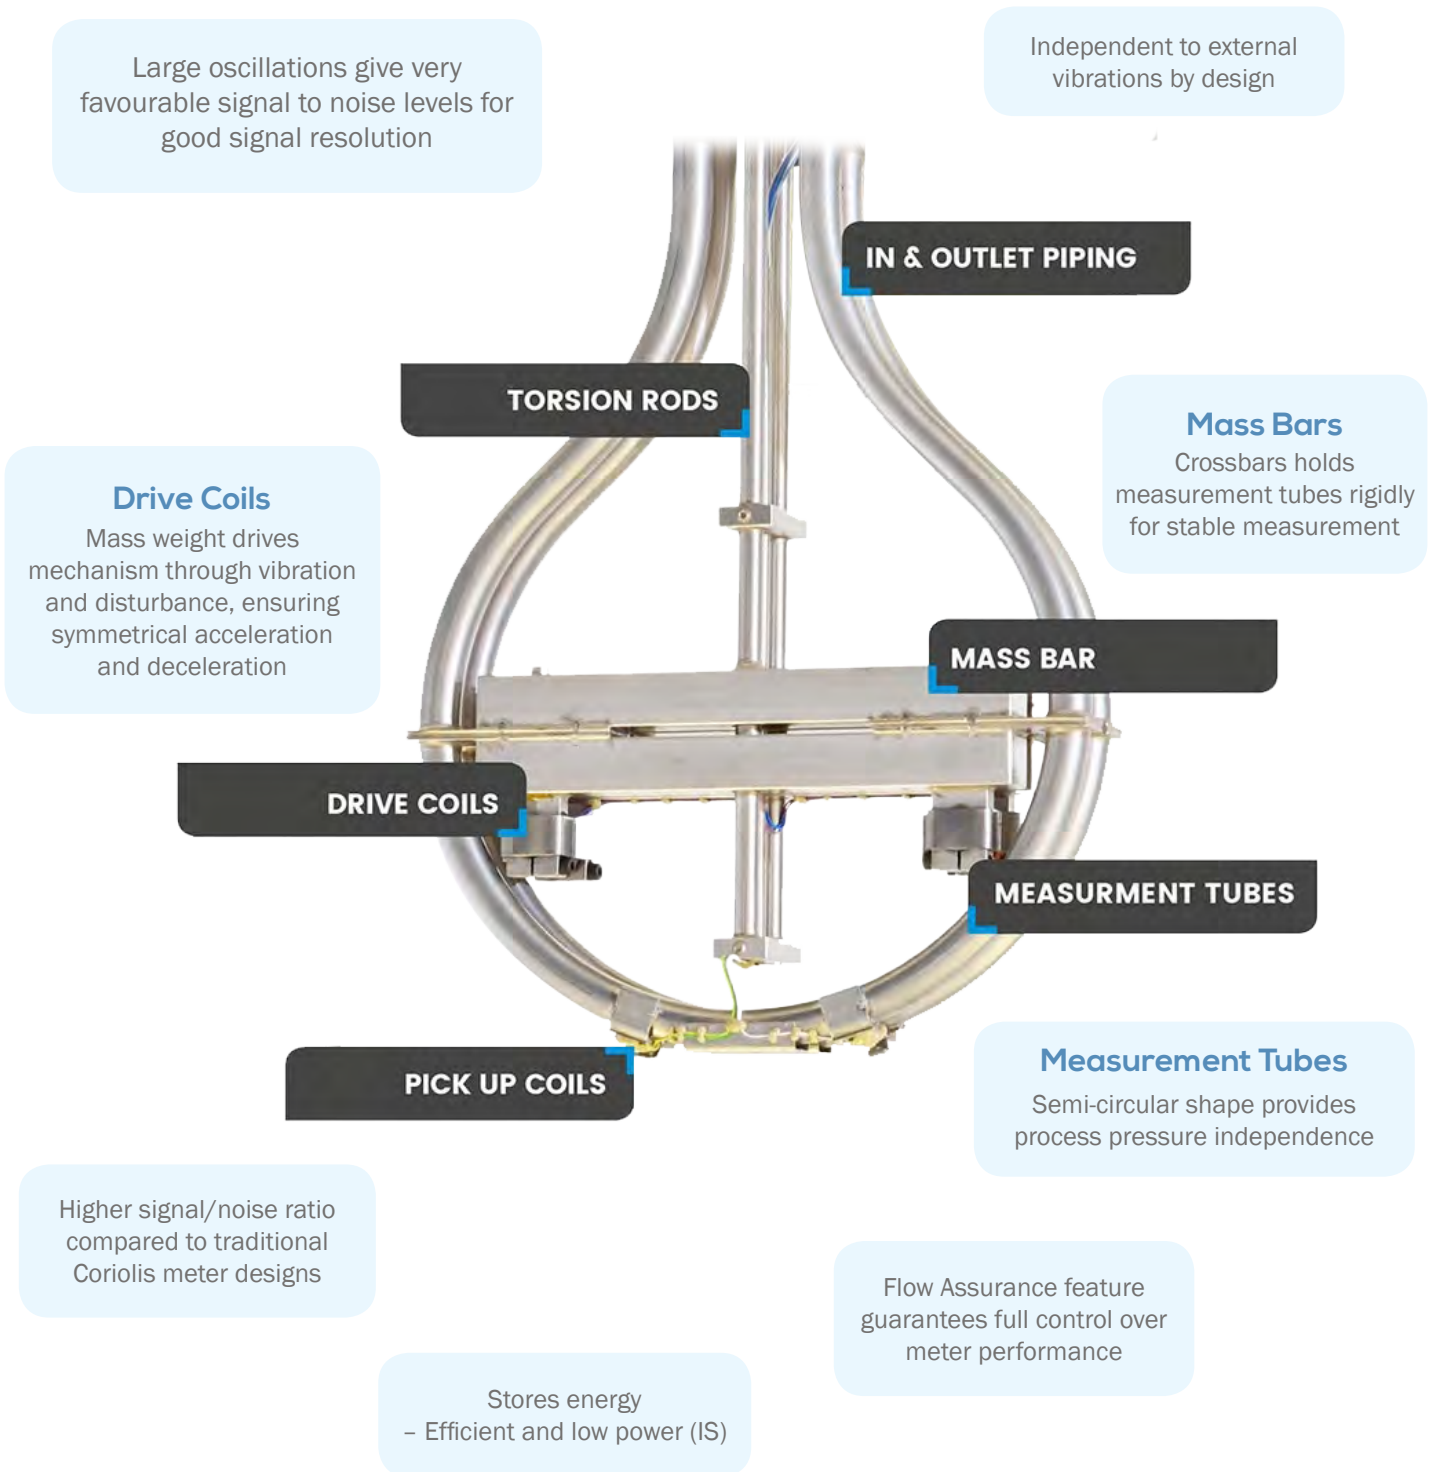 Large oscillations give very
favourable signal to noise levels for
good signal resolution
Independent to external
vibrations by design
IN & OUTLET PIPING
TORSION RODS
Mass Bars
Crossbars holds
measurement tubes rigidly
for stable measurement
Drive Coils
Mass weight drives
mechanism through vibration
and disturbance, ensuring
symmetrical acceleration
and deceleration
MASS BAR
DRIVE COILS
MEASURMENT TUBES
PICK UP COILS
Measurement Tubes
Semi-circular shape provides
process pressure independence
Higher signal/noise ratio
compared to traditional
Coriolis meter designs
Flow Assurance feature
guarantees full control over
meter performance
Stores energy
– Efficient and low power (IS)